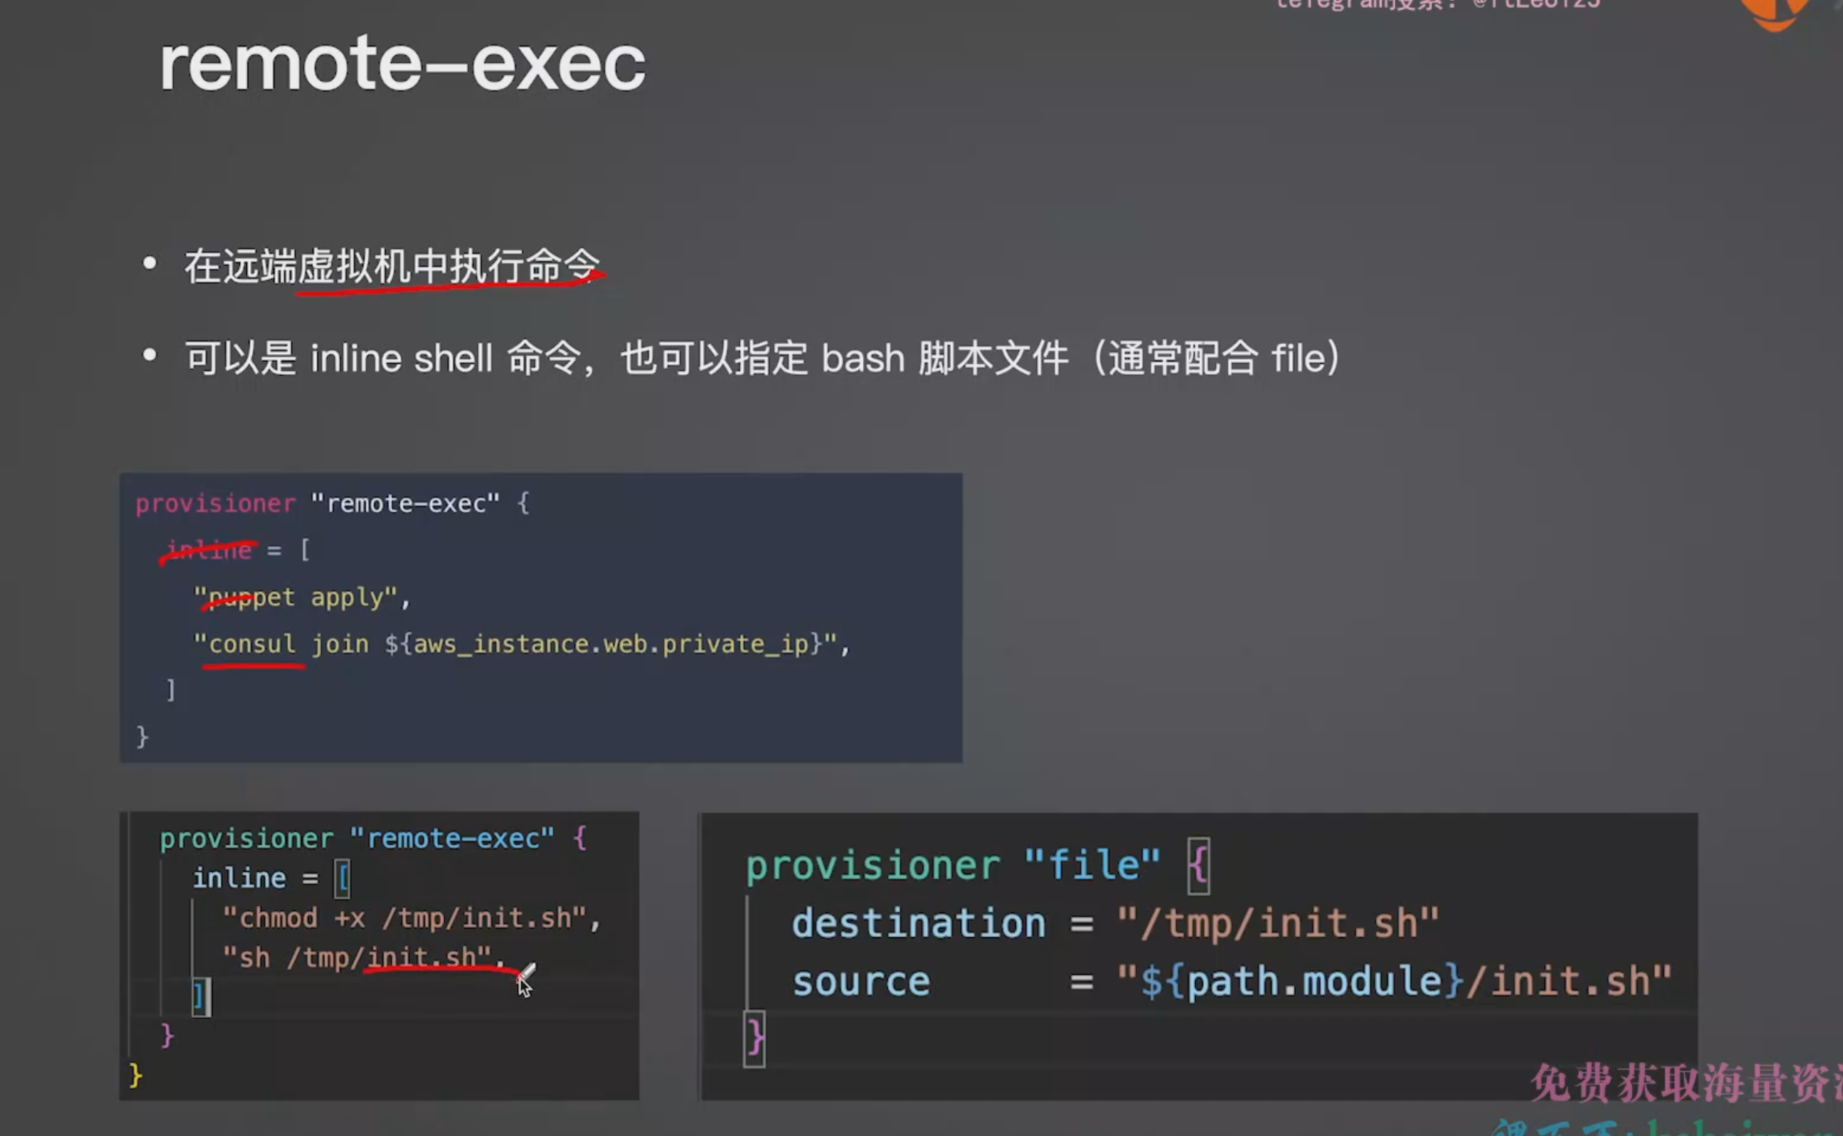 remote-exec
• 在远端虚拟机中执行命令
• 可以是 inline shell 命令，也可以指定 bash 脚本文件（通常配合 file）
provisioner "remote-exec" {
inline = [
"puppet apply",
"consul join ${aws_instance.web.private_ip}",
]
}
provisioner "remote-exec" {
inline = [
"chmod +x /tmp/init.sh",
"sh /tmp/init.sh",
]
}
}
provisioner "file" {
destination = "/tmp/init.sh"
source = "${path.module}/init.sh"
}
免费获取海量资